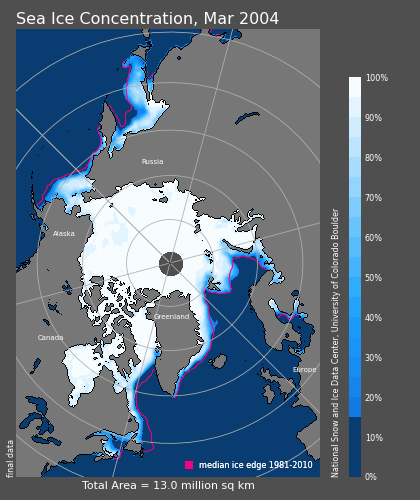 Sea Ice Concentration, Mar 2004
100%
90%
80%
70%
60%
50%
40%
30%
20%
10%
0%
Russia
Alaska
Greenland
Canada
Europe
median ice edge 1981-2010
final data
National Snow and Ice Data Center, University of Colorado Boulder
Total Area = 13.0 million sq km